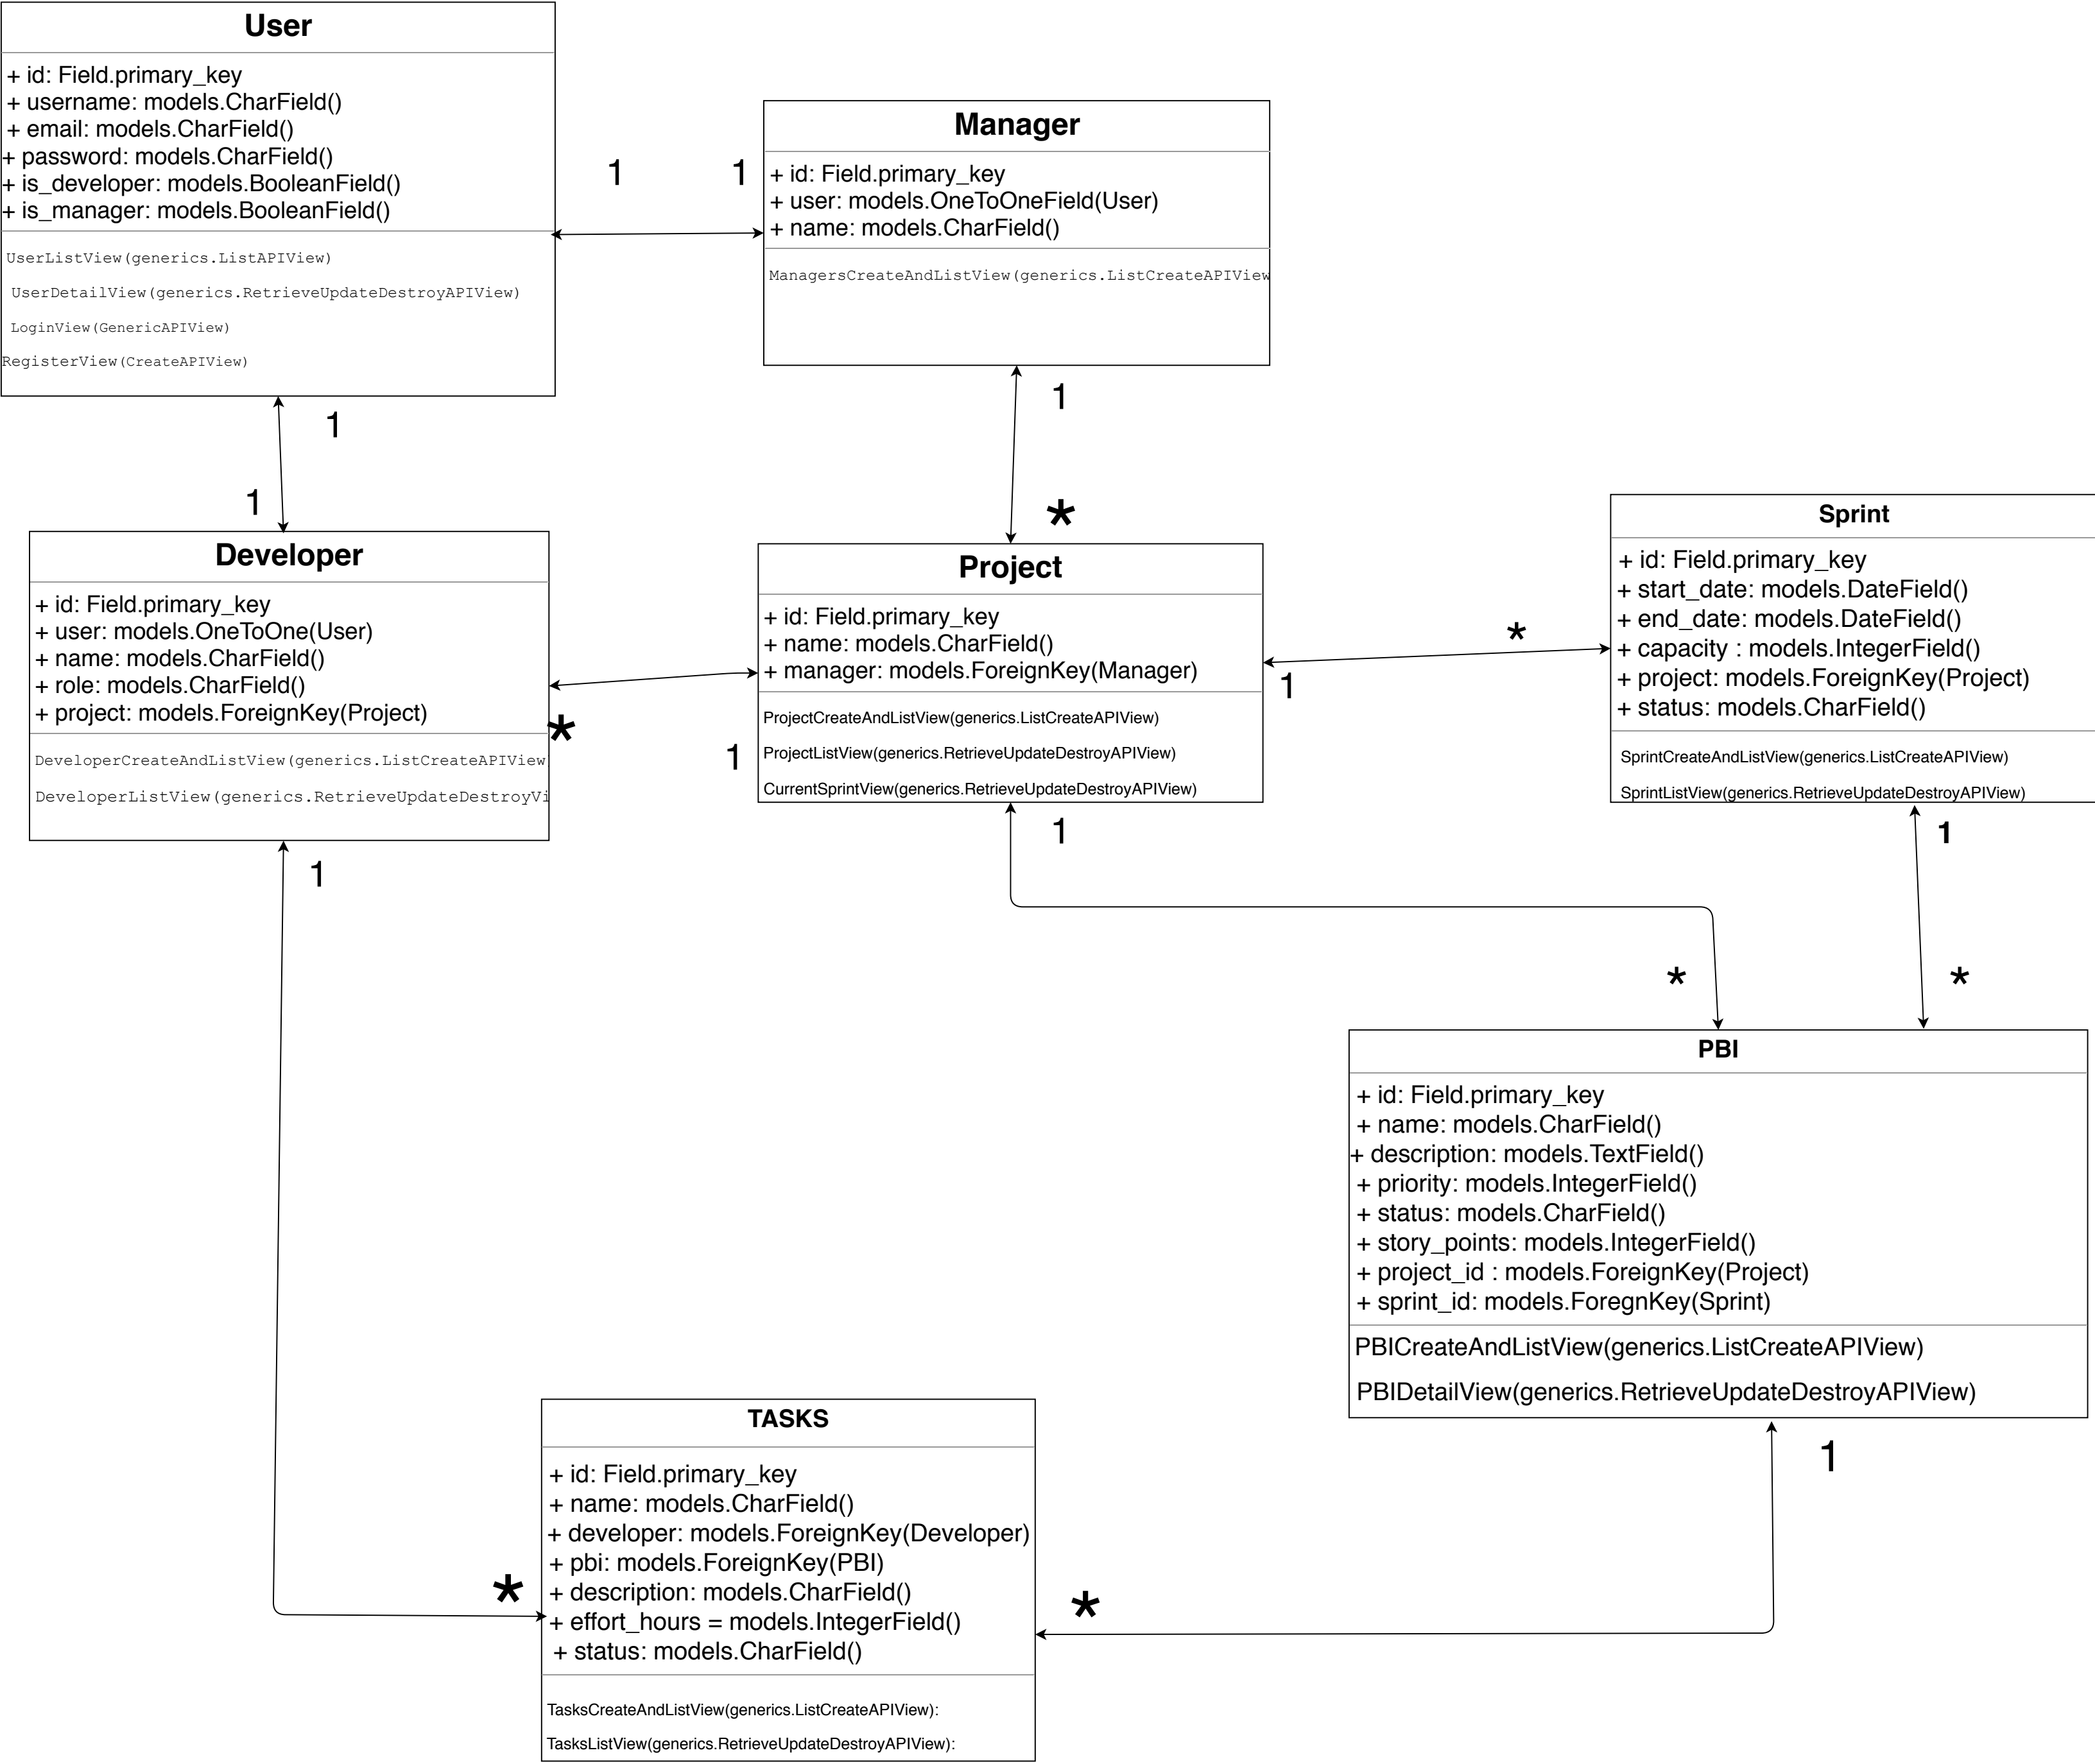 User
+ id: Field.primary_key
+ username: models.CharField()
+ email: models.CharField()
+ password: models.CharField()
+ is_developer: models.BooleanField()
+ is_manager: models.BooleanField()
UserListView(generics.ListAPIView)
UserDetailView(generics.RetrieveUpdateDestroyAPIView)
LoginView(GenericAPIView)
RegisterView(CreateAPIView)
1
1
Manager
+ id: Field.primary_key
+ user: models.OneToOneField(User)
+ name: models.CharField()
ManagersCreateAndListView(generics.ListCreateAPIView
1
1
1
*
Developer
+ id: Field.primary_key
+ user: models.OneToOne(User)
+ name: models.CharField()
+ role: models.CharField()
+ project: models.ForeignKey(Project)
DeveloperCreateAndListView(generics.ListCreateAPIView
DeveloperListView(generics.RetrieveUpdateDestroyVi
*
1
Project
+ id: Field.primary_key
+ name: models.CharField()
+ manager: models.ForeignKey(Manager)
ProjectCreateAndListView(generics.ListCreateAPIView)
ProjectListView(generics.RetrieveUpdateDestroyAPIView)
CurrentSprintView(generics.RetrieveUpdateDestroyAPIView)
1
*
Sprint
+ id: Field.primary_key
+ start_date: models.DateField()
+ end_date: models.DateField()
+ capacity : models.IntegerField()
+ project: models.ForeignKey(Project)
+ status: models.CharField()
SprintCreateAndListView(generics.ListCreateAPIView)
SprintListView(generics.RetrieveUpdateDestroyAPIView)
1
1
1
*
*
PBI
+ id: Field.primary_key
+ name: models.CharField()
+ description: models.TextField()
+ priority: models.IntegerField()
+ status: models.CharField()
+ story_points: models.IntegerField()
+ project_id : models.ForeignKey(Project)
+ sprint_id: models.ForegnKey(Sprint)
PBICreateAndListView(generics.ListCreateAPIView)
PBIDetailView(generics.RetrieveUpdateDestroyAPIView)
1
*
*
TASKS
+ id: Field.primary_key
+ name: models.CharField()
+ developer: models.ForeignKey(Developer)
+ pbi: models.ForeignKey(PBI)
+ description: models.CharField()
+ effort_hours = models.IntegerField()
+ status: models.CharField()
TasksCreateAndListView(generics.ListCreateAPIView):
TasksListView(generics.RetrieveUpdateDestroyAPIView):